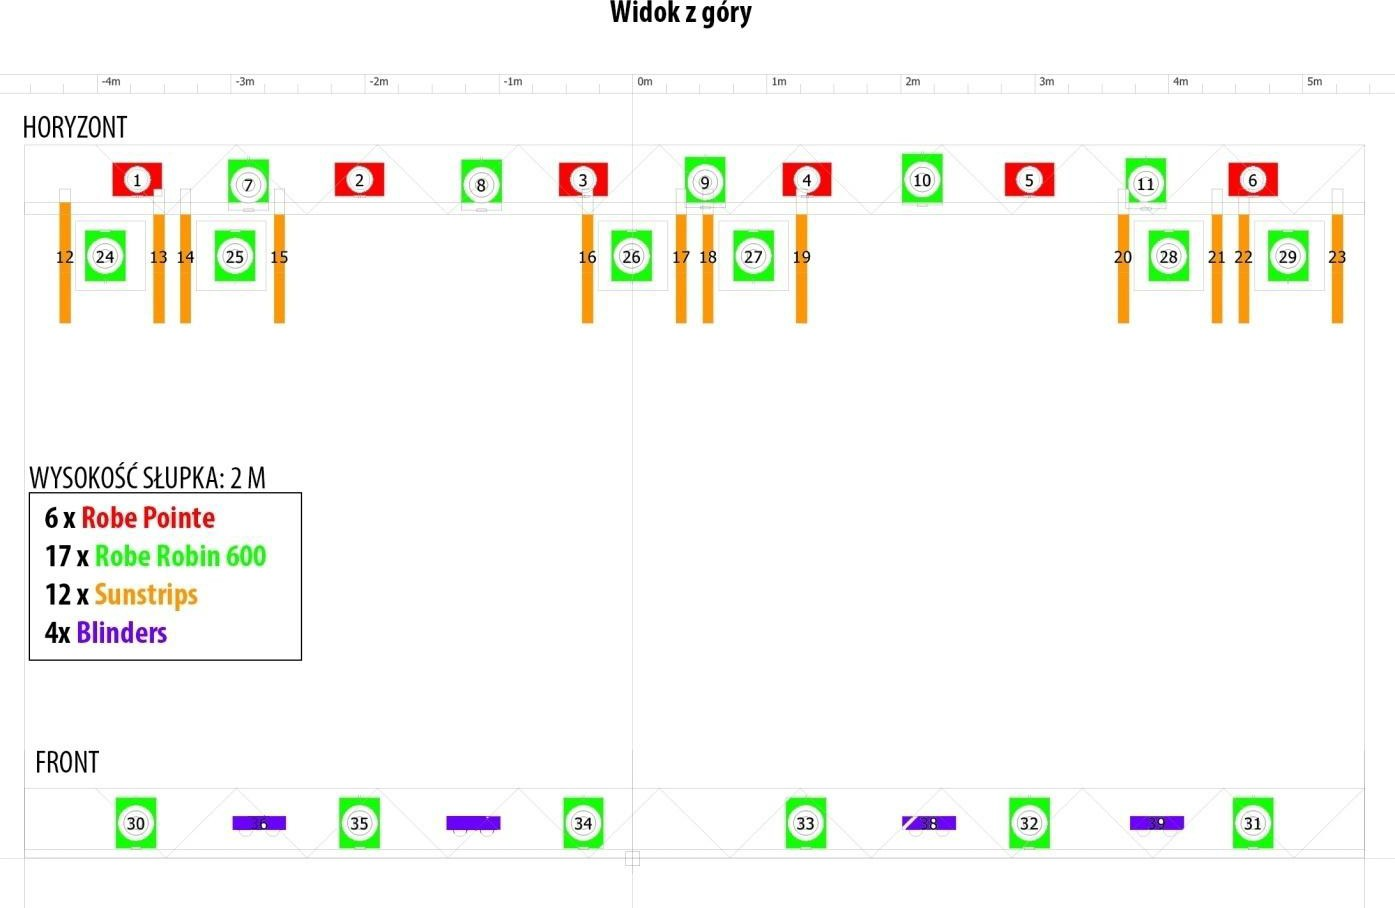 Widok z góry
-4m -3m -2m -1m 0m 1m 2m 3m 4m 5m
HORYZONT
1 7 2 8 3 9 4 10 5 11 6
12 24 13 14 25 15 16 26 17 18 27 19 20 28 21 22 29 23
WYSOKOŚĆ SŁUPKA: 2 M
6 x Robe Pointe
17 x Robe Robin 600
12 x Sunstrips
4x Blinders
FRONT
30 36 35 34 33 38 32 39 31